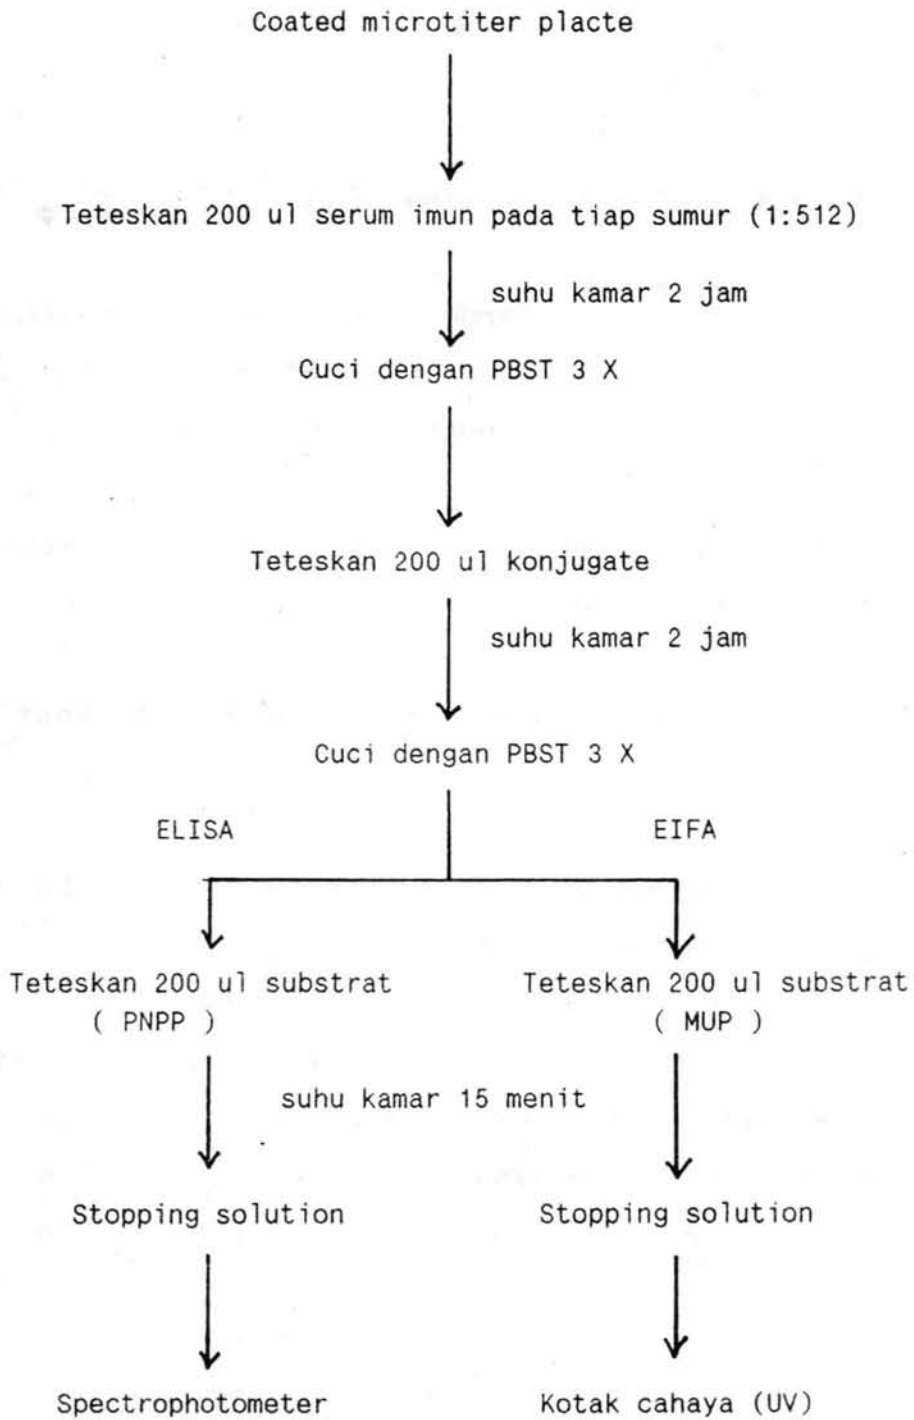 Coated microtiter placte
Teteskan 200 ul serum imun pada tiap sumur (1:512)
suhu kamar 2 jam
Cuci dengan PBST 3 X
Teteskan 200 ul konjugate
suhu kamar 2 jam
Cuci dengan PBST 3 X
ELISA
EIFA
Teteskan 200 ul substrat
( PNPP )
Teteskan 200 ul substrat
( MUP )
suhu kamar 15 menit
Stopping solution
Stopping solution
Spectrophotometer
Kotak cahaya (UV)